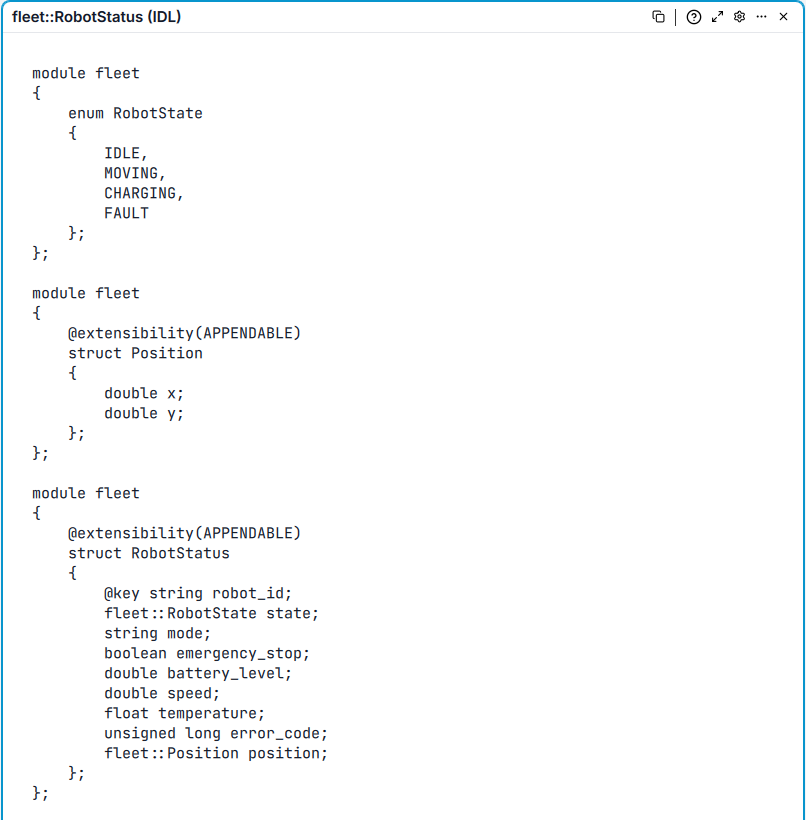 fleet::RobotStatus (IDL)
module fleet
{
    enum RobotState
    {
        IDLE,
        MOVING,
        CHARGING,
        FAULT
    };
};

module fleet
{
    @extensibility(APPENDABLE)
    struct Position
    {
        double x;
        double y;
    };
};

module fleet
{
    @extensibility(APPENDABLE)
    struct RobotStatus
    {
        @key string robot_id;
        fleet::RobotState state;
        string mode;
        boolean emergency_stop;
        double battery_level;
        double speed;
        float temperature;
        unsigned long error_code;
        fleet::Position position;
    };
};